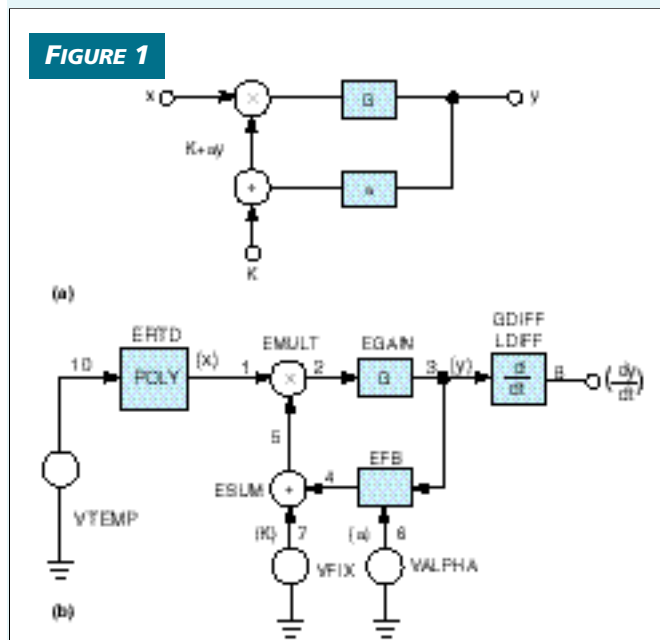 FIGURE 1
x
×
G
y
K+ay
+
a
K
(a)
ERTD
EMULT
EGAIN
GDIFF
LDIFF
10
POLY
(x)
1
×
2
G
3
(y)
d
dt
8
(dy
dt)
5
EFB
ESUM
+
4
VTEMP
(K)
7
(a)
6
VFIX
VALPHA
(b)